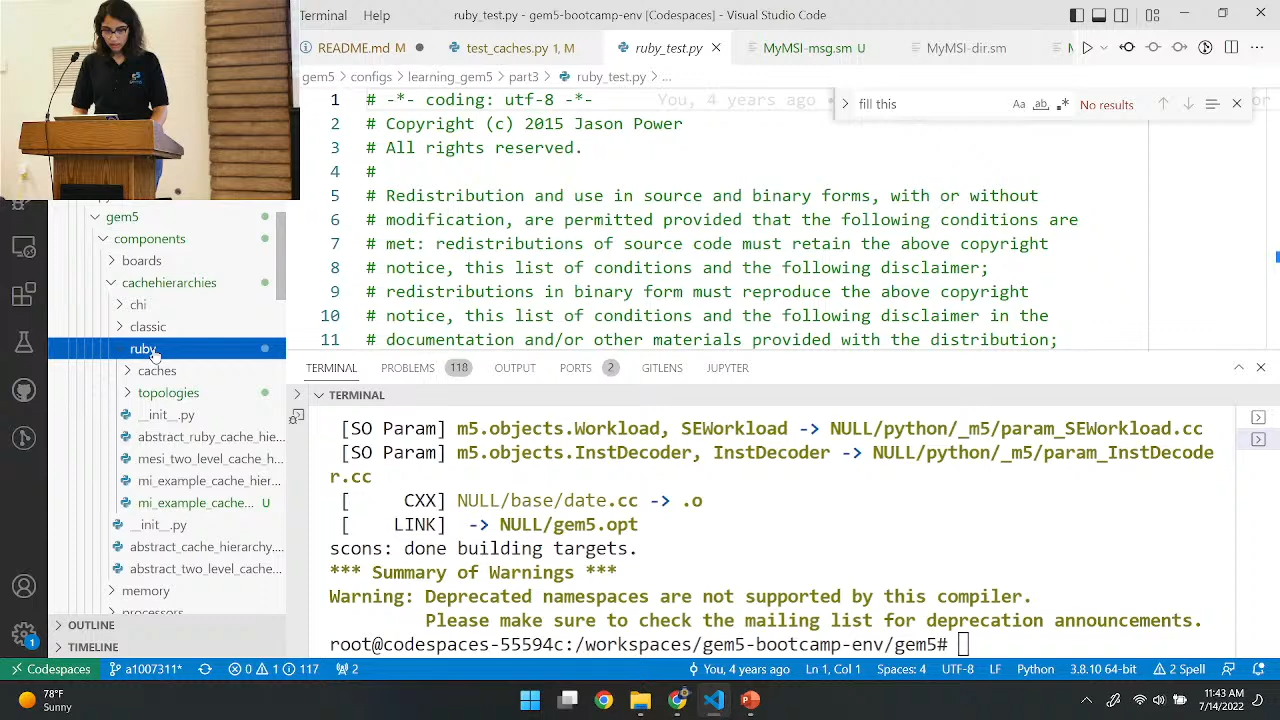 Terminal Help ruby_test.py - gem5-bootcamp-env [Codespaces] - Visual Studio Code
README.md M test_caches.py 1, M ruby_test.py MyMSI-msg.sm U MyMSI-dir.sm
gem5 > configs > learning_gem5 > part3 > ruby_test.py > ...
fill this Aa ab .* No results
1 # -*- coding: utf-8 -*- You, 4 years ago •
2 # Copyright (c) 2015 Jason Power
3 # All rights reserved.
4 #
5 # Redistribution and use in source and binary forms, with or without
6 # modification, are permitted provided that the following conditions are
7 # met: redistributions of source code must retain the above copyright
8 # notice, this list of conditions and the following disclaimer;
9 # redistributions in binary form must reproduce the above copyright
10 # notice, this list of conditions and the following disclaimer in the
11 # documentation and/or other materials provided with the distribution;
gem5
components
boards
cachehierarchies
chi
classic
ruby
caches
topologies
__init__.py
abstract_ruby_cache_hie...
mesi_two_level_cache_h...
mi_example_cache_hier...
mi_example_cache... U
__init__.py
abstract_cache_hierarchy....
abstract_two_level_cache...
memory
processors
OUTLINE
TIMELINE
TERMINAL PROBLEMS 118 OUTPUT PORTS 2 GITLENS JUPYTER
TERMINAL
[SO Param] m5.objects.Workload, SEWorkload -> NULL/python/_m5/param_SEWorkload.cc
[SO Param] m5.objects.InstDecoder, InstDecoder -> NULL/python/_m5/param_InstDecode
r.cc
[ CXX] NULL/base/date.cc -> .o
[ LINK] -> NULL/gem5.opt
scons: done building targets.
*** Summary of Warnings ***
Warning: Deprecated namespaces are not supported by this compiler.
Please make sure to check the mailing list for deprecation announcements.
root@codespaces-55594c:/workspaces/gem5-bootcamp-env/gem5#
1
Codespaces a1007311* 0 1 117 2 You, 4 years ago Ln 1, Col 1 Spaces: 4 UTF-8 LF Python 3.8.10 64-bit 2 Spell
78°F
Sunny
11:43 AM
7/14/2022